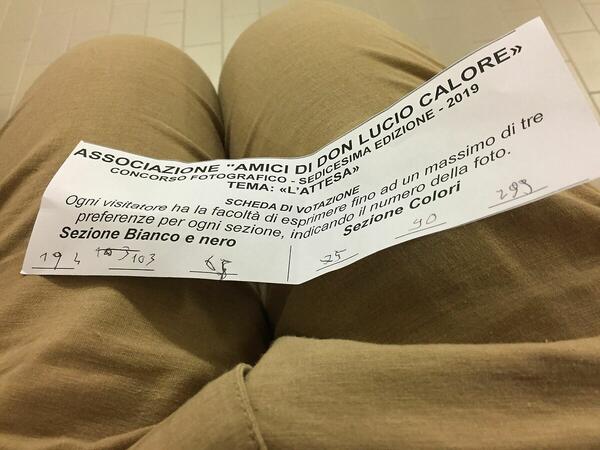 ASSOCIAZIONE "AMICI DI DON LUCIO CALORE»
CONCORSO FOTOGRAFICO - SEDICESIMA EDIZIONE - 2019
TEMA: «L'ATTESA»
SCHEDA DI VOTAZIONE
Ogni visitatore ha la facoltà di esprimere fino ad un massimo di tre
preferenze per ogni sezione, indicando il numero della foto.
Sezione Bianco e nero Sezione Colori
194 103 103 25 90 299